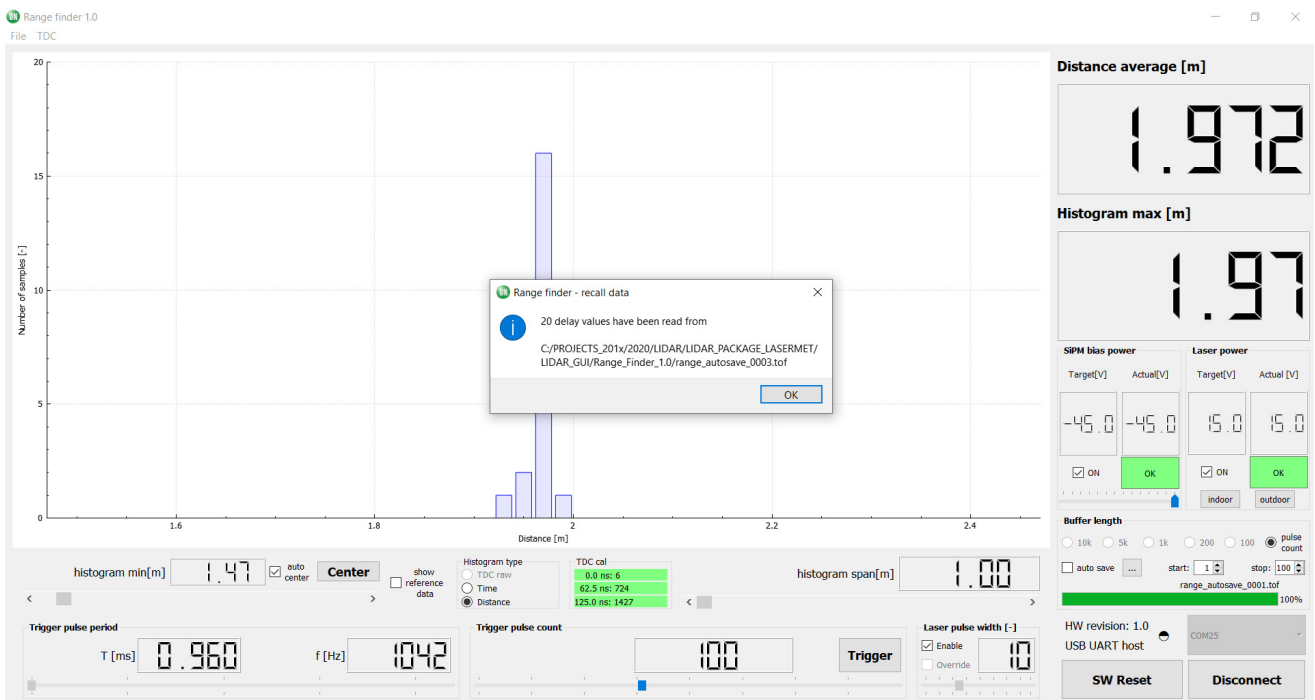 Range finder 1.0
File TDC
20
15
10
5
0
Number of samples [-]
1.6 1.8 2 2.2 2.4
Distance [m]
ON Range finder - recall data
20 delay values have been read from
C:/PROJECTS_201x/2020/LIDAR/LIDAR_PACKAGE_LASERMET/
LIDAR_GUI/Range_Finder_1.0/range_autosave_0003.tof
OK
Distance average [m]
1.972
Histogram max [m]
1.97
SiPM bias power
Target[V] Actual[V]
-45.0 -45.0
ON OK
Laser power
Target[V] Actual [V]
15.0 15.0
ON OK
indoor outdoor
Buffer length
10k 5k 1k 200 100 pulse
count
auto save ... start: 1 stop: 100
range_autosave_0001.tof
100%
HW revision: 1.0
USB UART host
COM25
SW Reset Disconnect
histogram min[m] 1.47
auto
center
Center
show
reference
data
Histogram type
TDC raw
Time
Distance
TDC cal
0.0 ns: 6
62.5 ns: 724
125.0 ns: 1427
histogram span[m] 1.00
Trigger pulse period
T [ms] 0.960 f [Hz] 1042
Trigger pulse count
100 Trigger
Laser pulse width [-]
Enable
Override
10